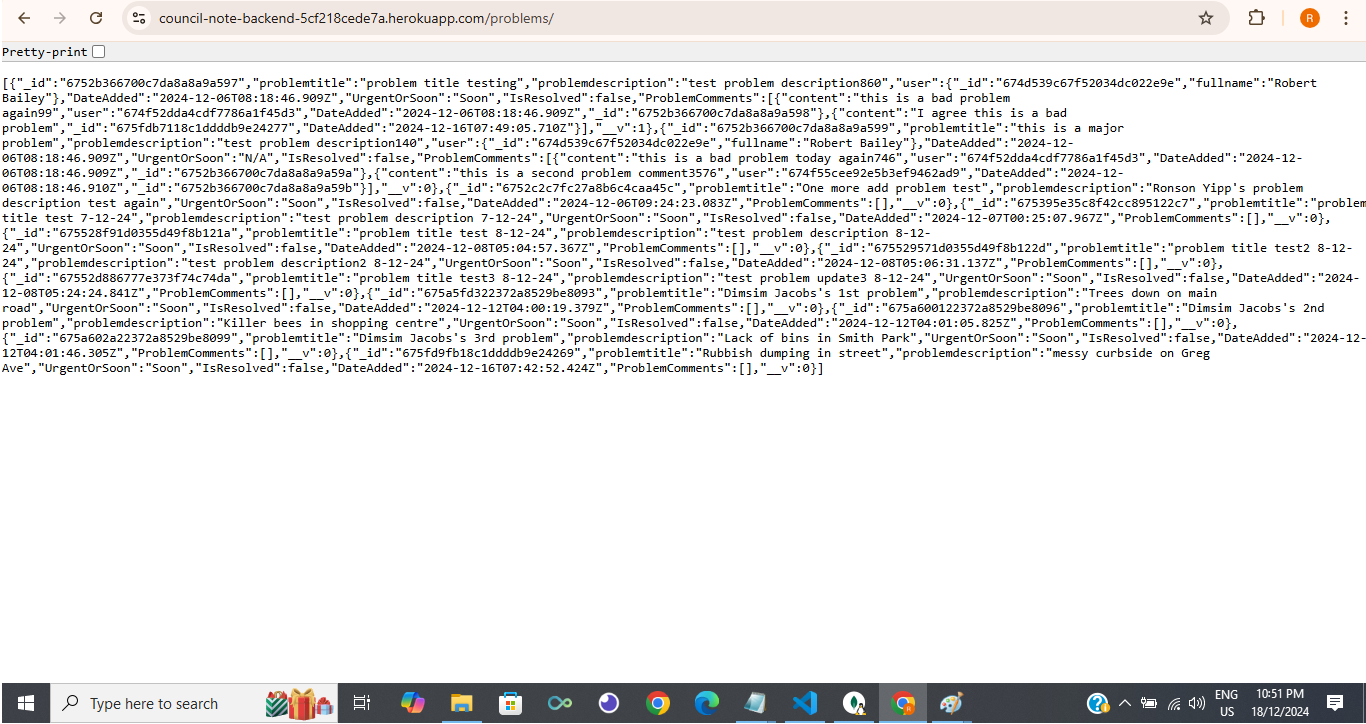 council-note-backend-5cf218cede7a.herokuapp.com/problems/
R
Pretty-print
[{"_id":"6752b366700c7da8a8a9a597","problemtitle":"problem title testing","problemdescription":"test problem description860","user":{"_id":"674d539c67f52034dc022e9e","fullname":"Robert
Bailey"},"DateAdded":"2024-12-06T08:18:46.909Z","UrgentOrSoon":"Soon","IsResolved":false,"ProblemComments":[{"content":"this is a bad problem
again99","user":"674f52dda4cdf7786a1f45d3","DateAdded":"2024-12-06T08:18:46.909Z","_id":"6752b366700c7da8a8a9a598"},{"content":"I agree this is a bad
problem","_id":"675fdb7118c1ddddb9e24277","DateAdded":"2024-12-16T07:49:05.710Z"}],"__v":1},{"_id":"6752b366700c7da8a8a9a599","problemtitle":"this is a major
problem","problemdescription":"test problem description140","user":{"_id":"674d539c67f52034dc022e9e","fullname":"Robert Bailey"},"DateAdded":"2024-12-
06T08:18:46.909Z","UrgentOrSoon":"N/A","IsResolved":false,"ProblemComments":[{"content":"this is a bad problem today again746","user":"674f52dda4cdf7786a1f45d3","DateAdded":"2024-12-
06T08:18:46.909Z","_id":"6752b366700c7da8a8a9a59a"},{"content":"this is a second problem comment3576","user":"674f55cee92e5b3ef9462ad9","DateAdded":"2024-12-
06T08:18:46.910Z","_id":"6752b366700c7da8a8a9a59b"}],"__v":0},{"_id":"6752c2c7fc27a8b6c4caa45c","problemtitle":"One more add problem test","problemdescription":"Ronson Yipp's problem
description test again","UrgentOrSoon":"Soon","IsResolved":false,"DateAdded":"2024-12-06T09:24:23.083Z","ProblemComments":[],"__v":0},{"_id":"675395e35c8f42cc895122c7","problemtitle":"problem
title test 7-12-24","problemdescription":"test problem description 7-12-24","UrgentOrSoon":"Soon","IsResolved":false,"DateAdded":"2024-12-07T00:25:07.967Z","ProblemComments":[],"__v":0},
{"_id":"675528f91d0355d49f8b121a","problemtitle":"problem title test 8-12-24","problemdescription":"test problem description 8-12-
24","UrgentOrSoon":"Soon","IsResolved":false,"DateAdded":"2024-12-08T05:04:57.367Z","ProblemComments":[],"__v":0},{"_id":"675529571d0355d49f8b122d","problemtitle":"problem title test2 8-12-
24","problemdescription":"test problem description2 8-12-24","UrgentOrSoon":"Soon","IsResolved":false,"DateAdded":"2024-12-08T05:06:31.137Z","ProblemComments":[],"__v":0},
{"_id":"67552d886777e373f74c74da","problemtitle":"problem title test3 8-12-24","problemdescription":"test problem update3 8-12-24","UrgentOrSoon":"Soon","IsResolved":false,"DateAdded":"2024-
12-08T05:24:24.841Z","ProblemComments":[],"__v":0},{"_id":"675a5fd322372a8529be8093","problemtitle":"Dimsim Jacobs's 1st problem","problemdescription":"Trees down on main
road","UrgentOrSoon":"Soon","IsResolved":false,"DateAdded":"2024-12-12T04:00:19.379Z","ProblemComments":[],"__v":0},{"_id":"675a600122372a8529be8096","problemtitle":"Dimsim Jacobs's 2nd
problem","problemdescription":"Killer bees in shopping centre","UrgentOrSoon":"Soon","IsResolved":false,"DateAdded":"2024-12-12T04:01:05.825Z","ProblemComments":[],"__v":0},
{"_id":"675a602a22372a8529be8099","problemtitle":"Dimsim Jacobs's 3rd problem","problemdescription":"Lack of bins in Smith Park","UrgentOrSoon":"Soon","IsResolved":false,"DateAdded":"2024-12-
12T04:01:46.305Z","ProblemComments":[],"__v":0},{"_id":"675fd9fb18c1ddddb9e24269","problemtitle":"Rubbish dumping in street","problemdescription":"messy curbside on Greg
Ave","UrgentOrSoon":"Soon","IsResolved":false,"DateAdded":"2024-12-16T07:42:52.424Z","ProblemComments":[],"__v":0}]
Type here to search
ENG
US
10:51 PM
18/12/2024